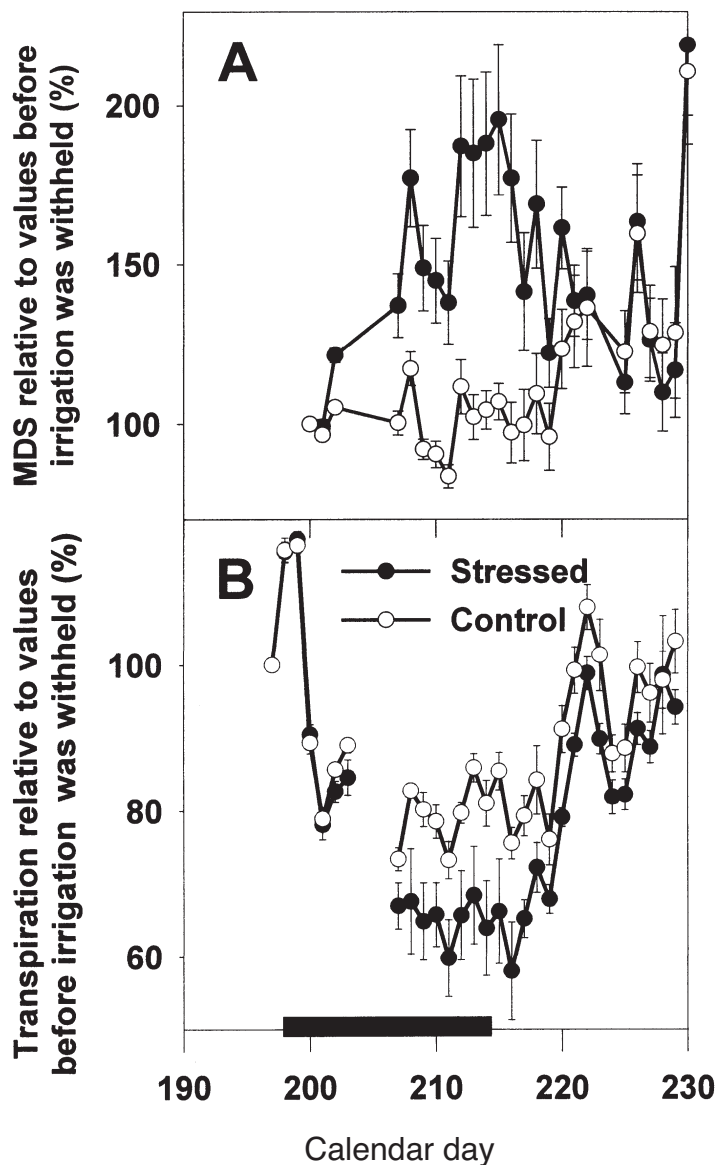 MDS relative to values before
irrigation was withheld (%)
A
200
150
100
Transpiration relative to values
before irrigation was withheld (%)
B
Stressed
Control
100
80
60
190 200 210 220 230
Calendar day